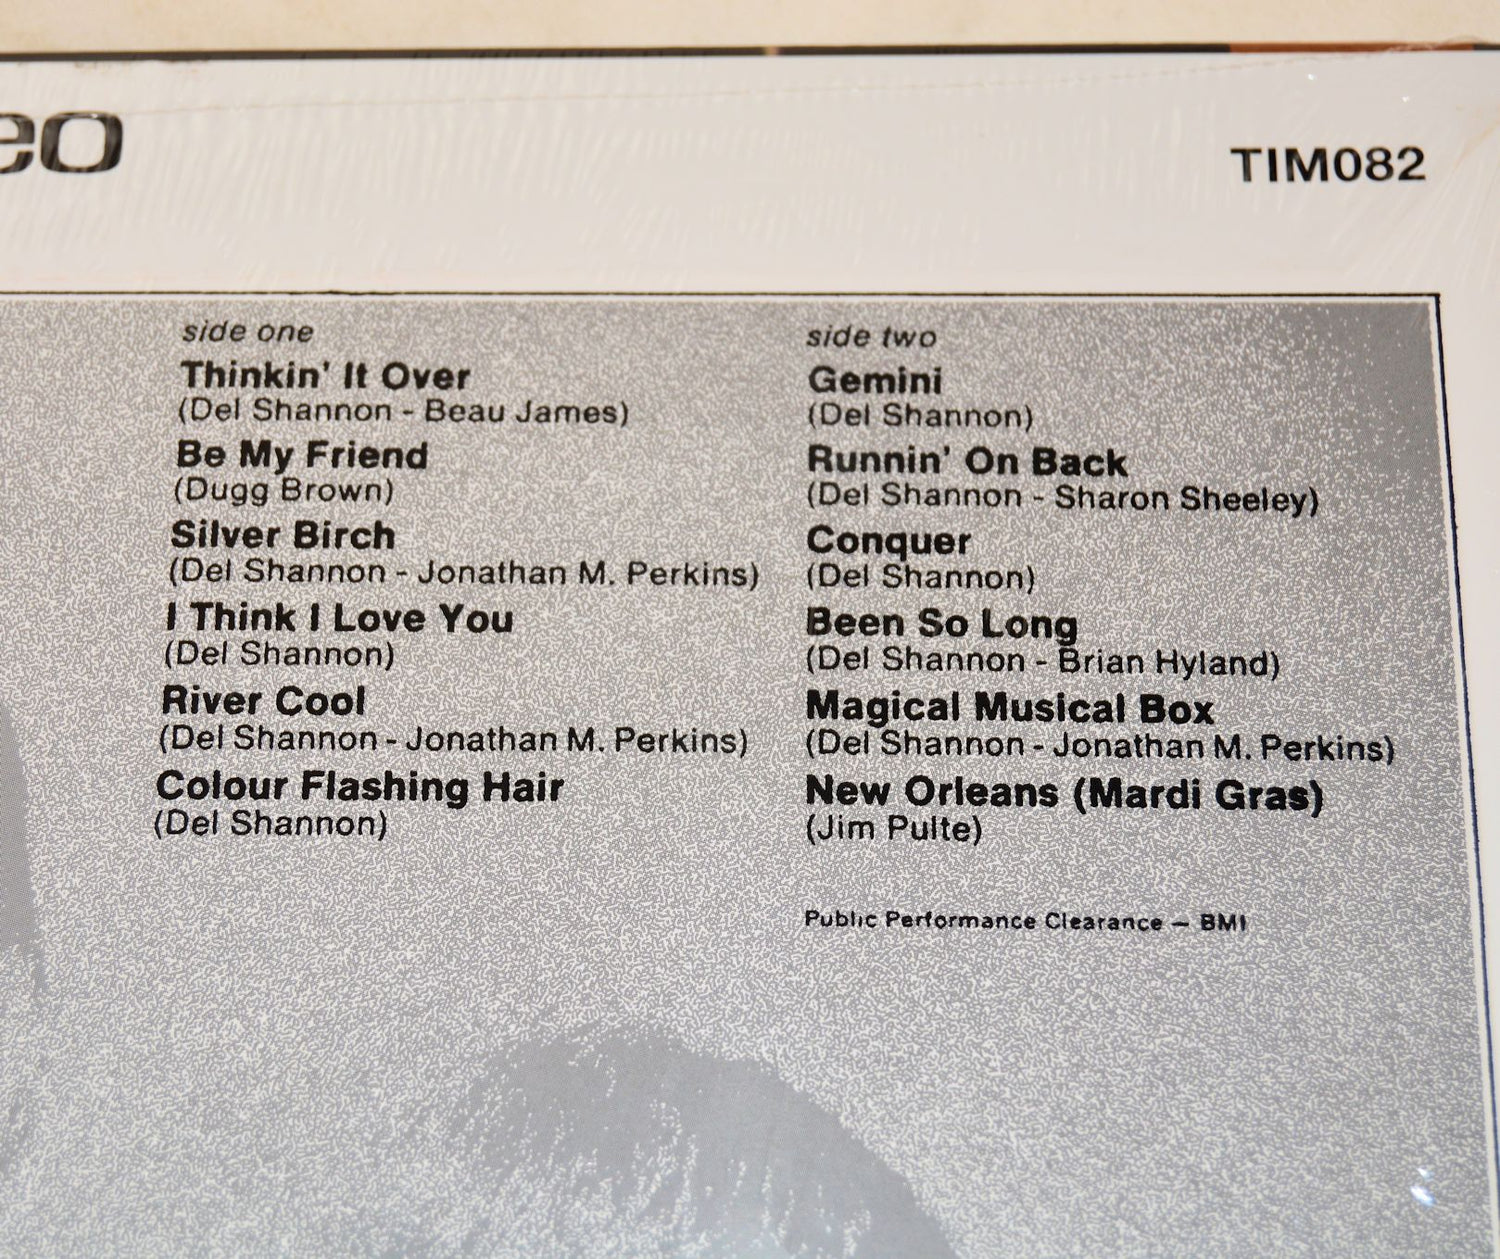 eo
TIM082
side one
Thinkin' It Over
(Del Shannon - Beau James)
Be My Friend
(Dugg Brown)
Silver Birch
(Del Shannon - Jonathan M. Perkins)
I Think I Love You
(Del Shannon)
River Cool
(Del Shannon - Jonathan M. Perkins)
Colour Flashing Hair
(Del Shannon)
side two
Gemini
(Del Shannon)
Runnin' On Back
(Del Shannon - Sharon Sheeley)
Conquer
(Del Shannon)
Been So Long
(Del Shannon - Brian Hyland)
Magical Musical Box
(Del Shannon - Jonathan M. Perkins)
New Orleans (Mardi Gras)
(Jim Pulte)
Public Performance Clearance – BMI